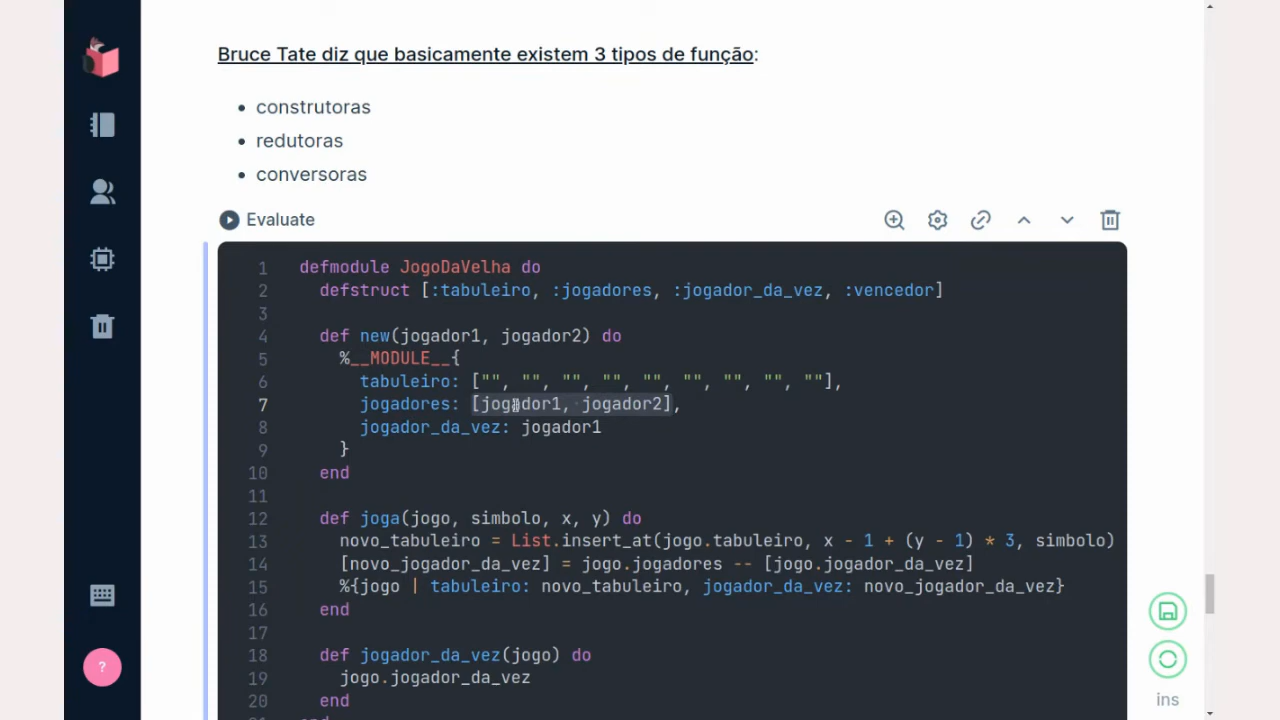 Bruce Tate diz que basicamente existem 3 tipos de função:
• construtoras
• redutoras
• conversoras
Evaluate
1 defmodule JogoDaVelha do
2 defstruct [:tabuleiro, :jogadores, :jogador_da_vez, :vencedor]
3
4 def new(jogador1, jogador2) do
5 %__MODULE__{
6 tabuleiro: ["", "", "", "", "", "", "", "", ""],
7 jogadores: [jogador1, jogador2],
8 jogador_da_vez: jogador1
9 }
10 end
11
12 def joga(jogo, simbolo, x, y) do
13 novo_tabuleiro = List.insert_at(jogo.tabuleiro, x - 1 + (y - 1) * 3, simbolo)
14 [novo_jogador_da_vez] = jogo.jogadores -- [jogo.jogador_da_vez]
15 %{jogo | tabuleiro: novo_tabuleiro, jogador_da_vez: novo_jogador_da_vez}
16 end
17
18 def jogador_da_vez(jogo) do
19 jogo.jogador_da_vez
20 end
?
ins